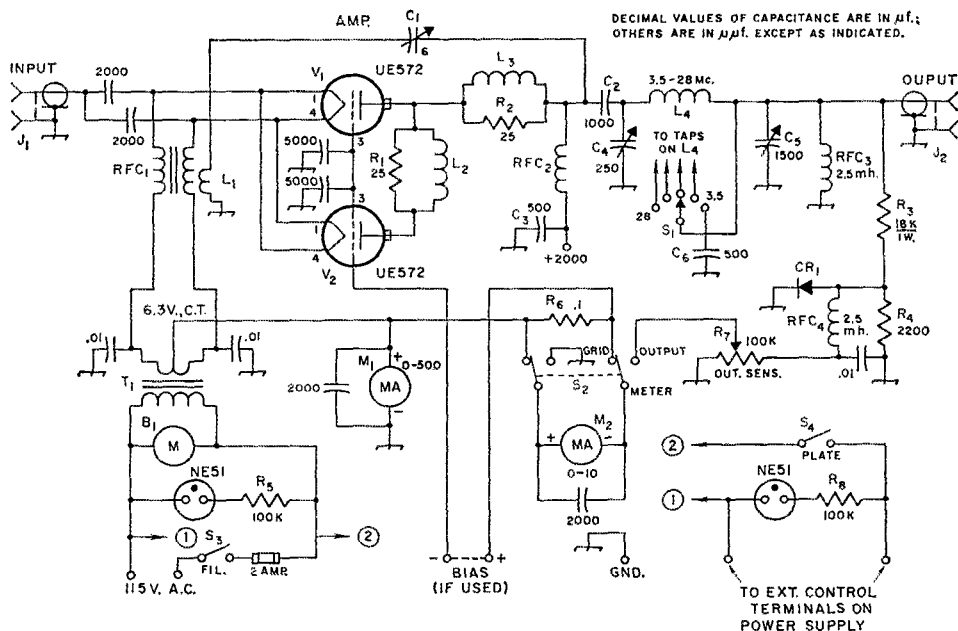 AMP.
C1
6
DECIMAL VALUES OF CAPACITANCE ARE IN µf.;
OTHERS ARE IN µµf. EXCEPT AS INDICATED.
INPUT
2000
V1
UE572
L3
C2
3.5-28 Mc.
OUPUT
1
4
R2
25
1000
L4
J1
2000
5000
3
C4
250
TO TAPS
ON L4
C5
1500
J2
RFC1
L1
5000
R1
25
L2
RFC2
RFC3
2.5 mh.
3
C3
500
28
3.5
S1
R3
18K
1W.
1
4
+2000
C6
500
V2
UE572
CR1
6.3V., C.T.
R6
.1
RFC4
2.5
mh.
R4
2200
.01
.01
GRID
OUTPUT
R7
100K
M1
+
0-500
2000
MA
-
S2
METER
OUT. SENS.
.01
T1
B1
M
M2
+
MA
-
0-10
2
S4
PLATE
NE51
R5
100K
2000
NE51
R8
100K
1
1
S3
FIL.
2 AMP.
2
-
+
BIAS
(IF USED)
GND.
115 V. A.C.
TO EXT. CONTROL
TERMINALS ON
POWER SUPPLY